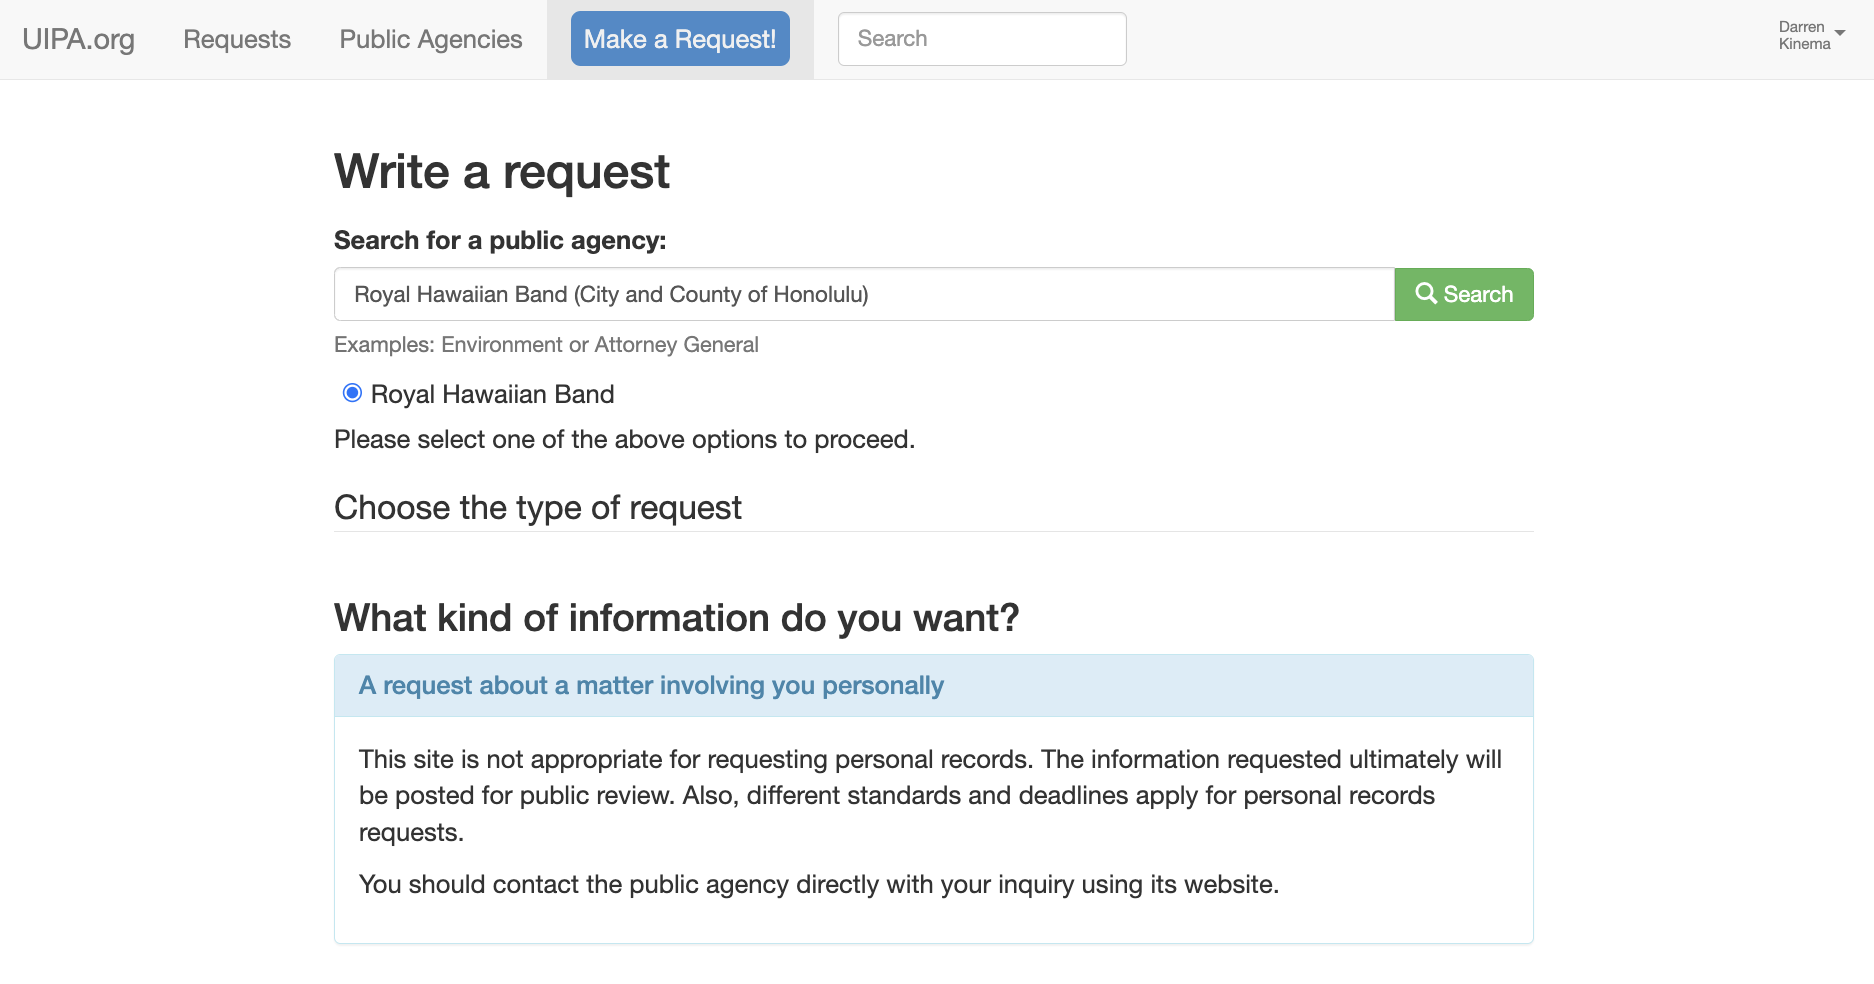 UIPA.org Requests Public Agencies Make a Request! Search Darren
Kinema
Write a request
Search for a public agency:
Royal Hawaiian Band (City and County of Honolulu) Search
Examples: Environment or Attorney General
Royal Hawaiian Band
Please select one of the above options to proceed.
Choose the type of request
What kind of information do you want?
A request about a matter involving you personally
This site is not appropriate for requesting personal records. The information requested ultimately will
be posted for public review. Also, different standards and deadlines apply for personal records
requests.
You should contact the public agency directly with your inquiry using its website.